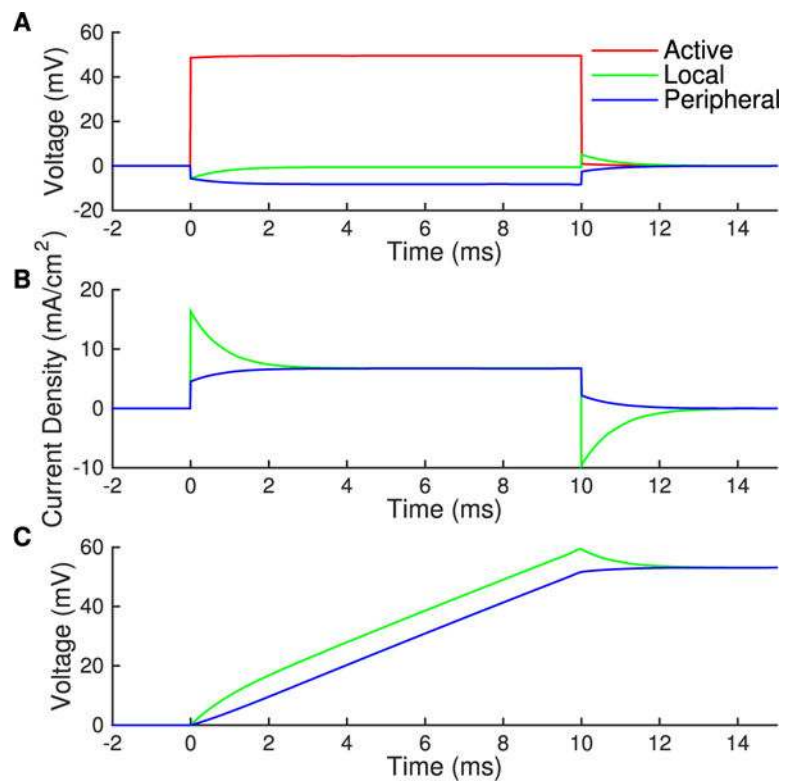 A
Voltage (mV)
60
40
20
0
-20
Active
Local
Peripheral
-2 0 2 4 6 8 10 12 14
Time (ms)
B
Current Density (mA/cm²)
20
10
0
-10
-2 0 2 4 6 8 10 12 14
Time (ms)
C
Voltage (mV)
60
40
20
0
-2 0 2 4 6 8 10 12 14
Time (ms)